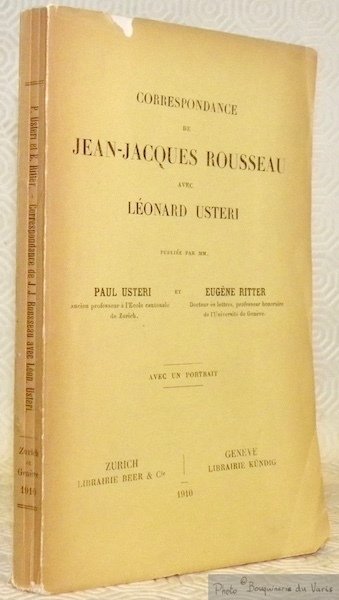 CORRESPONDANCE
DE
JEAN-JACQUES ROUSSEAU
AVEC
LÉONARD USTERI
PUBLIÉE PAR MM.
PAUL USTERI
ancien professeur à l'Ecole cantonale
de Zurich.
ET
EUGÈNE RITTER
Docteur ès lettres, professeur honoraire
de l'Université de Genève.
AVEC UN PORTRAIT
ZURICH
LIBRAIRIE BEER & Cie
GENÈVE
LIBRAIRIE KÜNDIG
1910
P. Usteri et E. Ritter. — Correspondance de J. J. Rousseau avec Léon. Usteri.
Zurich
et
Genève
1910
Photo © Bouquinerie du Varis